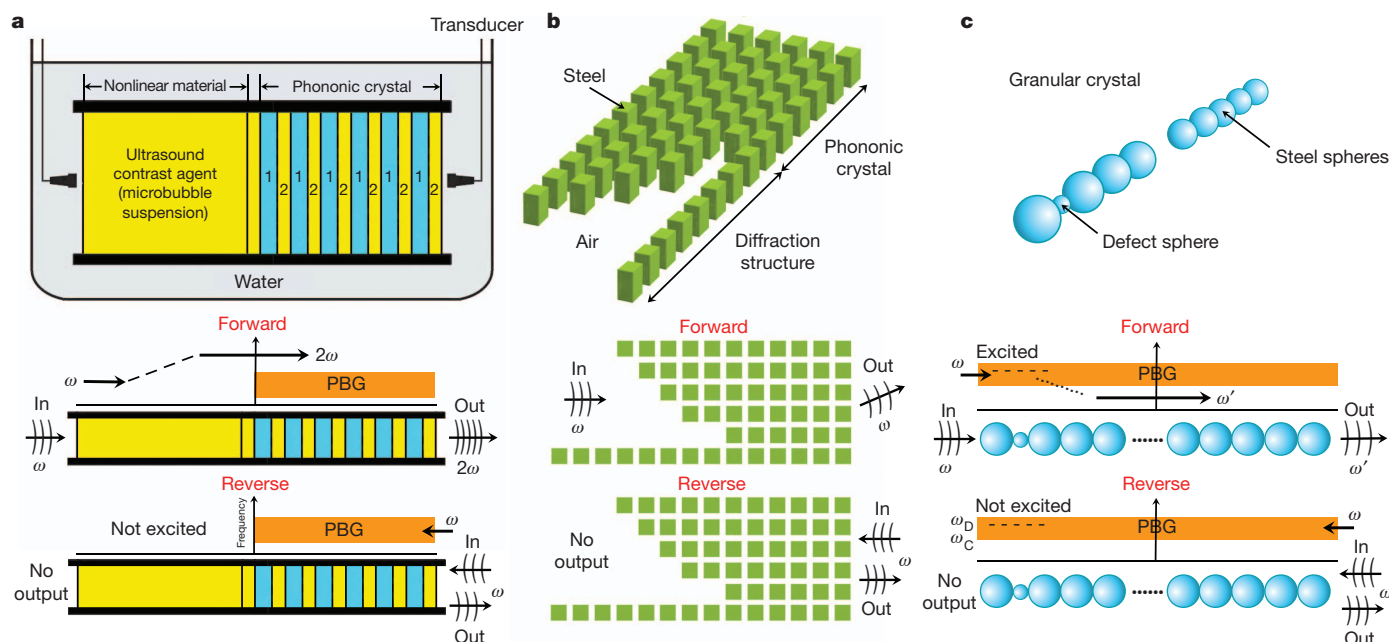 a
Transducer
Nonlinear material
Phononic crystal
Ultrasound
contrast agent
(microbubble
suspension)
1 2 1 2 1 2 1 2 1 2 1 2
Water
Forward
ω
2ω
PBG
In
Out
ω
2ω
Reverse
Not excited
Frequency
PBG
ω
In
No
output
ω
Out
b
Steel
Phononic
crystal
Air
Diffraction
structure
Forward
In
Out
ω
ω
Reverse
In
No
output
ω
Out
c
Granular crystal
Steel spheres
Defect sphere
Forward
Excited
ω
PBG
ω′
In
Out
ω
ω′
Reverse
Not excited
ωD
ωC
PBG
ω
In
No
output
ω
Out